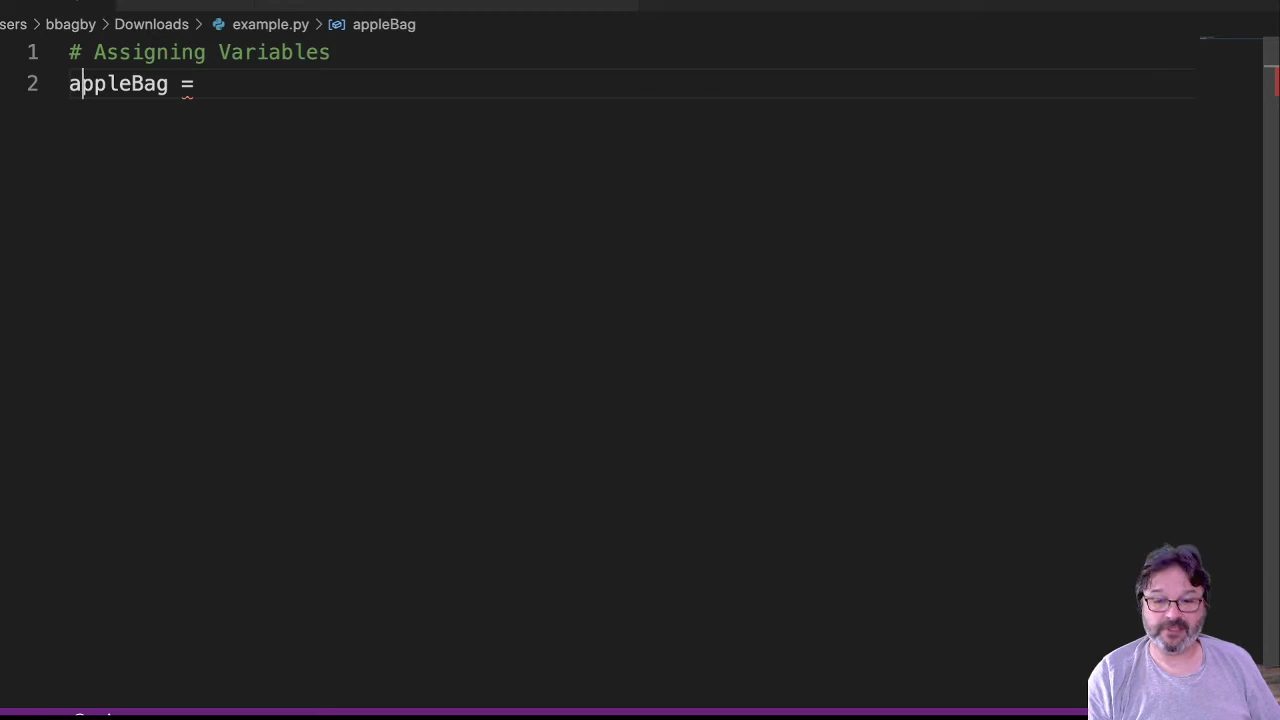 sers > bbagby > Downloads > example.py > appleBag
1 # Assigning Variables
2 appleBag =